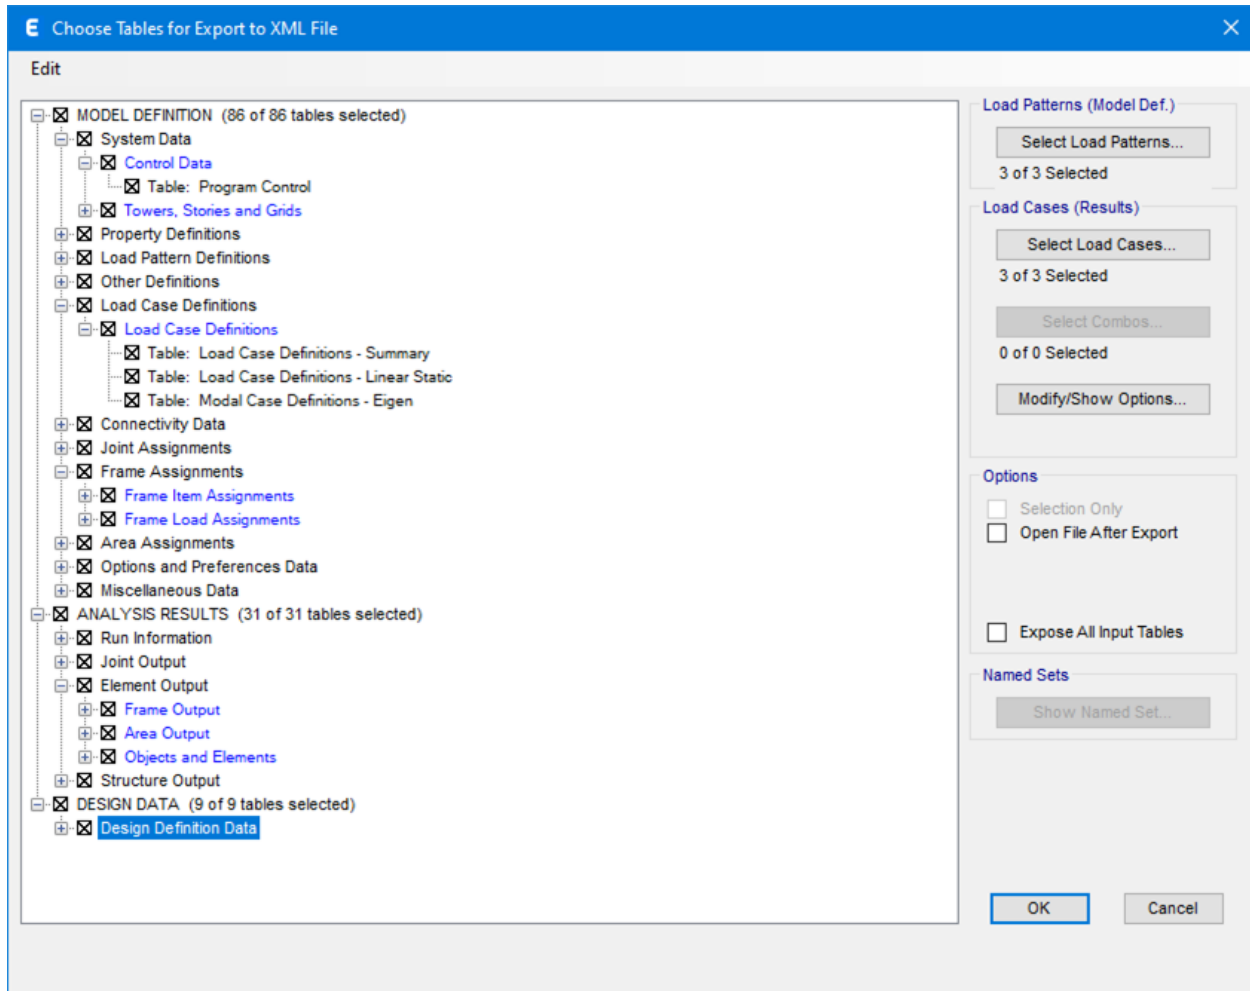 E Choose Tables for Export to XML File
Edit
MODEL DEFINITION (86 of 86 tables selected)
System Data
Control Data
Table: Program Control
Towers, Stories and Grids
Property Definitions
Load Pattern Definitions
Other Definitions
Load Case Definitions
Load Case Definitions
Table: Load Case Definitions - Summary
Table: Load Case Definitions - Linear Static
Table: Modal Case Definitions - Eigen
Connectivity Data
Joint Assignments
Frame Assignments
Frame Item Assignments
Frame Load Assignments
Area Assignments
Options and Preferences Data
Miscellaneous Data
ANALYSIS RESULTS (31 of 31 tables selected)
Run Information
Joint Output
Element Output
Frame Output
Area Output
Objects and Elements
Structure Output
DESIGN DATA (9 of 9 tables selected)
Design Definition Data
Load Patterns (Model Def.)
Select Load Patterns...
3 of 3 Selected
Load Cases (Results)
Select Load Cases...
3 of 3 Selected
Select Combos...
0 of 0 Selected
Modify/Show Options...
Options
Selection Only
Open File After Export
Expose All Input Tables
Named Sets
Show Named Set...
OK
Cancel